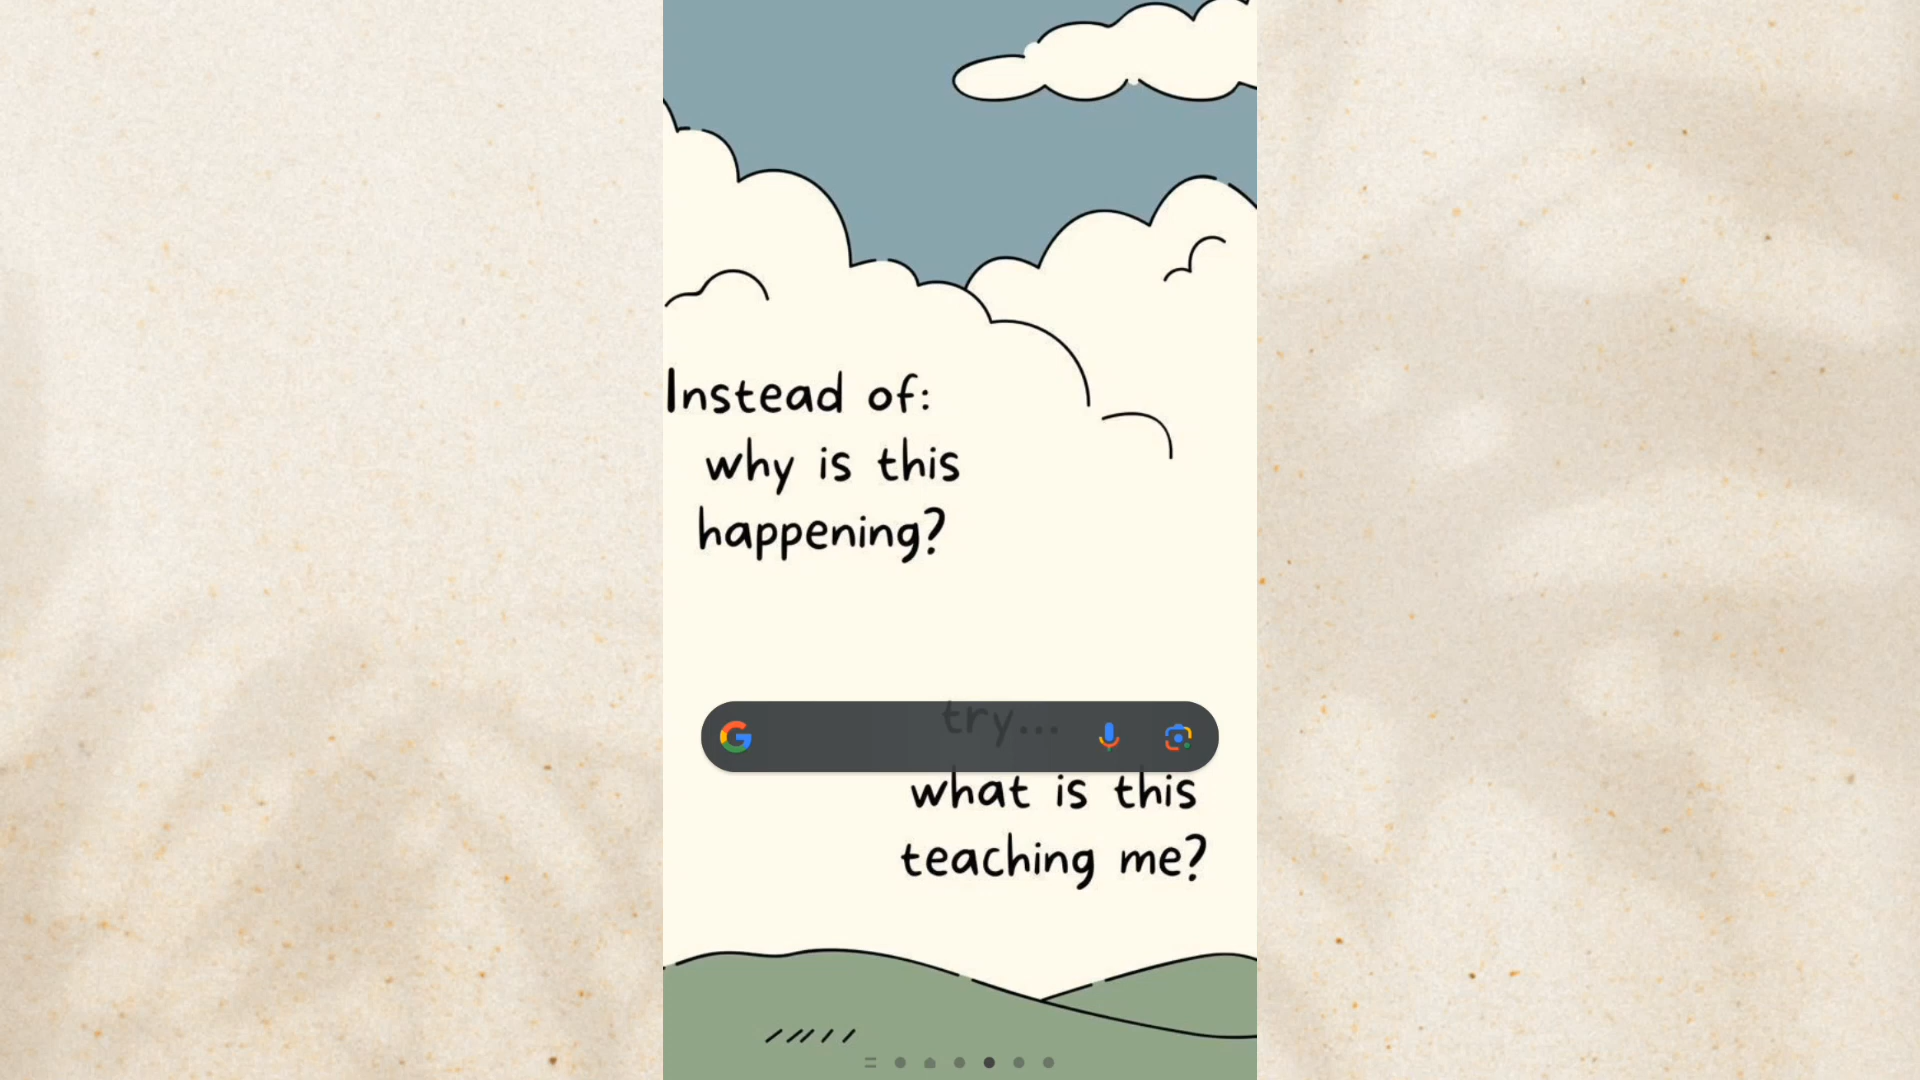 Instead of:
why is this
happening?
try...
what is this
teaching me?